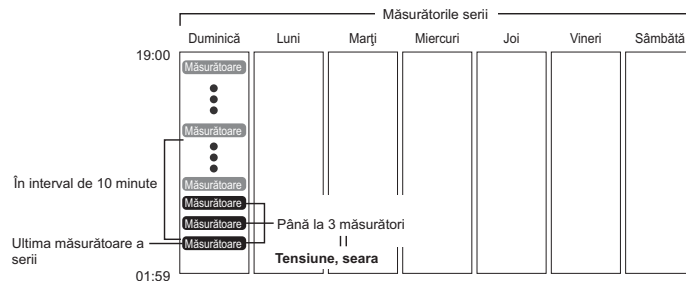 Măsurătorile serii
Duminică Luni Marţi Miercuri Joi Vineri Sâmbătă
19:00
Măsurătoare
Măsurătoare
În interval de 10 minute
Măsurătoare
Măsurătoare
Măsurătoare
Până la 3 măsurători
Ultima măsurătoare a
serii
Măsurătoare
Tensiune, seara
01:59